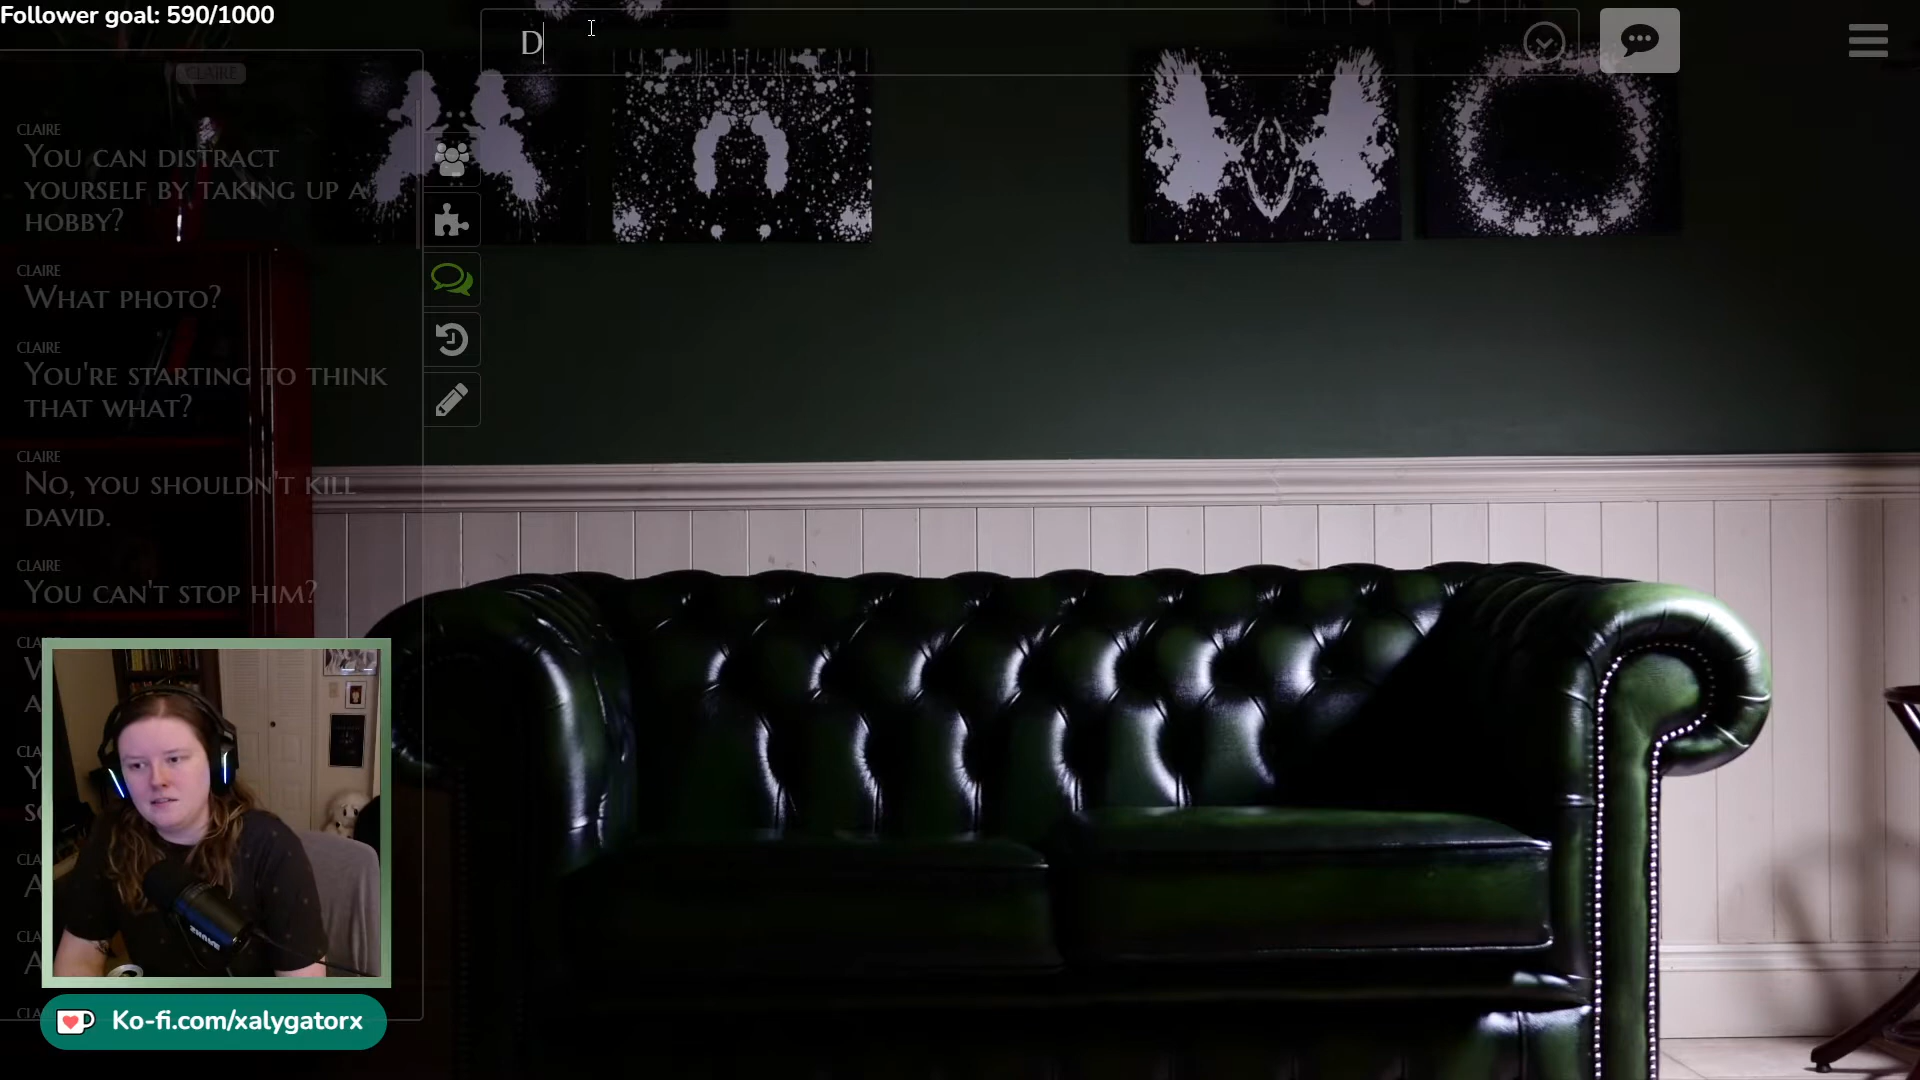 Follower goal: 590/1000
D
CLAIRE
CLAIRE
You can distract
yourself by taking up a
hobby?
CLAIRE
What photo?
CLAIRE
You're starting to think
that what?
CLAIRE
No, you shouldn't kill
david.
CLAIRE
You can't stop him?
Ko-fi.com/xalygatorx